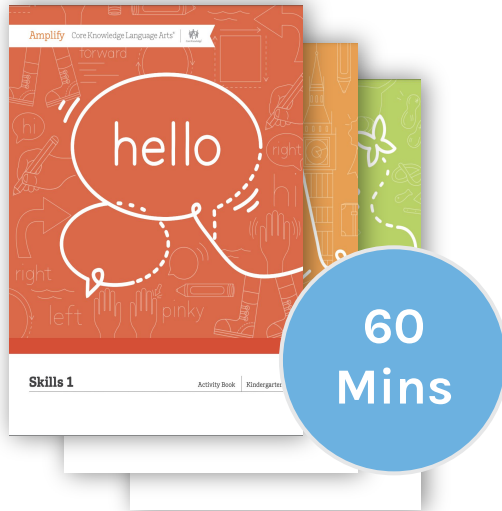 Amplify Core Knowledge Language Arts®
forward
hi
hello
right
hi
right
left
pinky
60
Mins
Skills 1
Activity Book Kindergarten